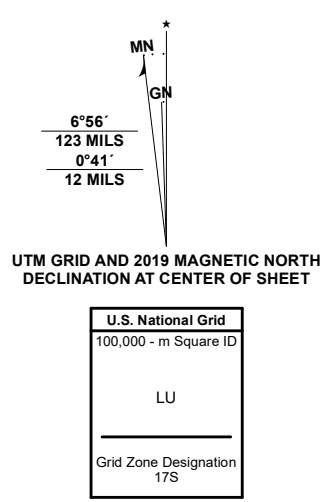 ★
MN
GN
6°56´
123 MILS
0°41´
12 MILS
UTM GRID AND 2019 MAGNETIC NORTH
DECLINATION AT CENTER OF SHEET
U.S. National Grid
100,000 - m Square ID
LU
Grid Zone Designation
17S